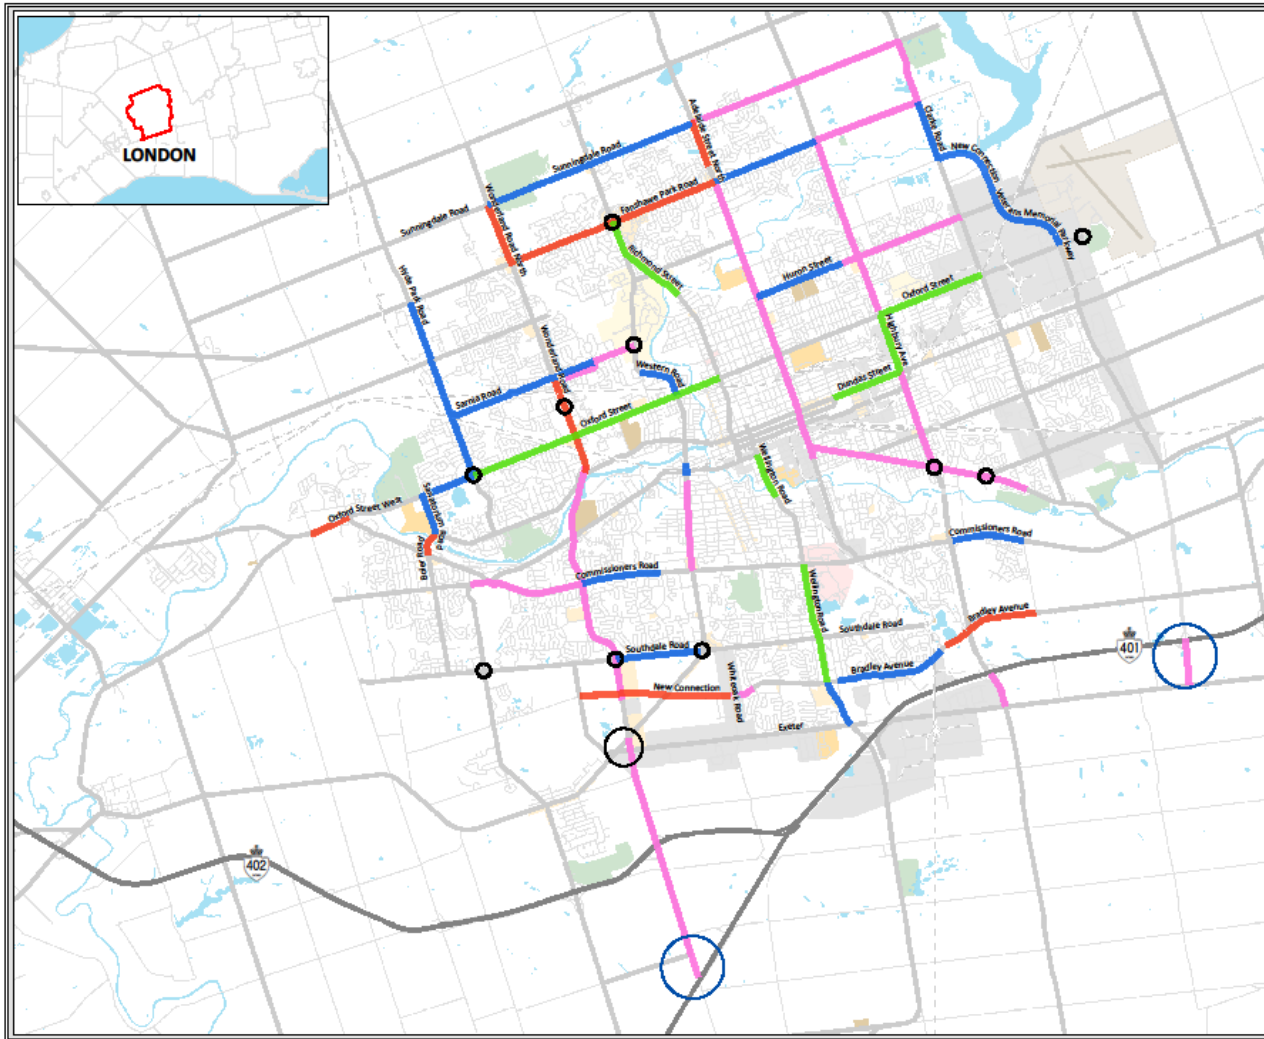 LONDON
Sunningdale Road
Adelaide Street North
Clarke Road
New Connection
Veterans Memorial Parkway
Sunningdale Road
Wonderland Road North
Fanshawe Park Road
Richmond Street
Huron Street
Oxford Street
Highbury Ave
Hyde Park Road
Wonderland Road
Sarnia Road
Western Road
Dundas Street
Oxford Street
Wellington Road
Oxford Street West
Sanatorium Road
Boler Road
Commissioners Road
Commissioners Road
Wellington Road
Bradley Avenue
Southdale Road
Southdale Road
401
Bradley Avenue
New Connection
Whiteoak Road
Exeter
402